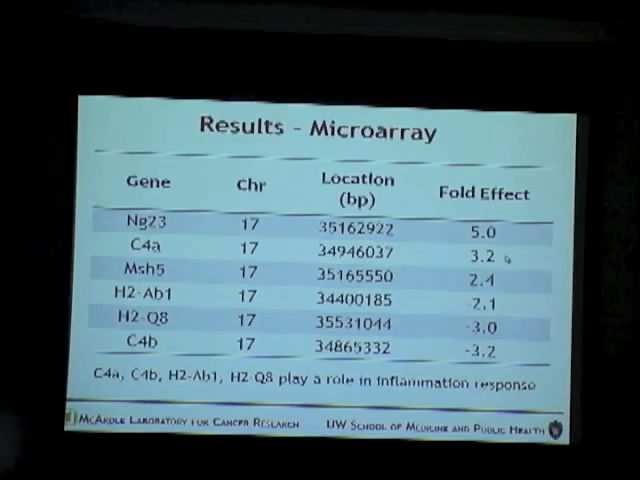 Results - Microarray
Gene Chr Location (bp) Fold Effect
Ng23 17 35162922 5.0
C4a 17 34946037 3.2
Msh5 17 35165550 2.4
H2-Ab1 17 34400185 2.1
H2-Q8 17 35531044 -3.0
C4b 17 34865332 -3.2
C4a, C4b, H2-Ab1, H2-Q8 play a role in inflammation response
McArdle Laboratory for Cancer Research UW School of Medicine and Public Health